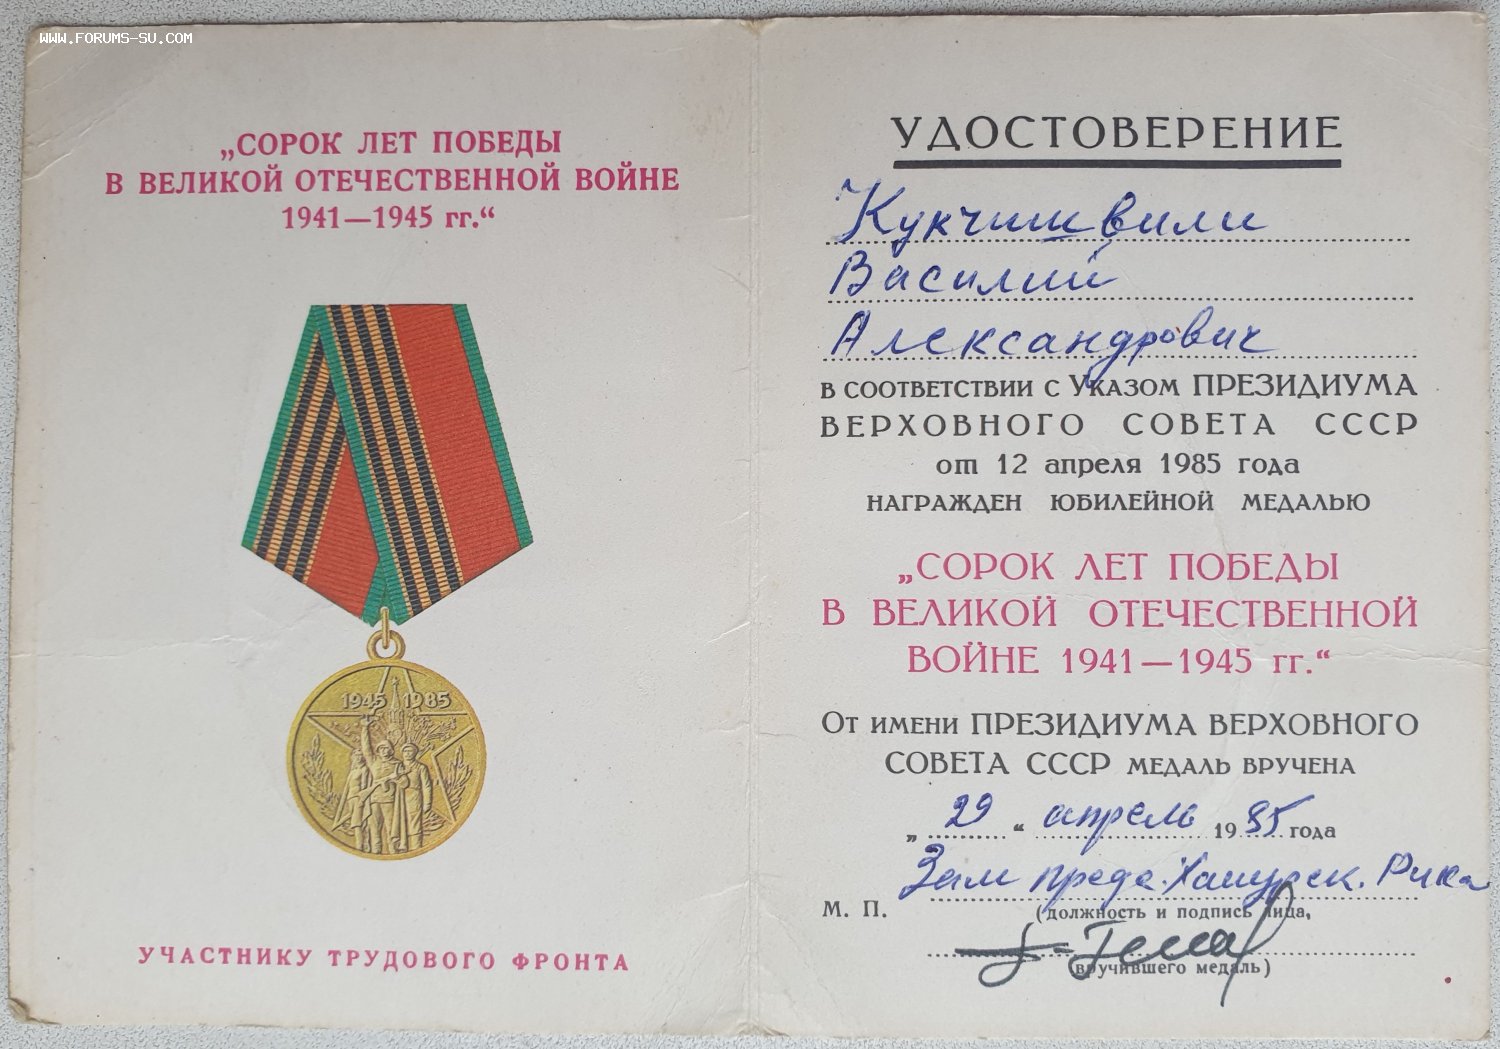 WWW.FORUMS-SU.COM
„СОРОК ЛЕТ ПОБЕДЫ
В ВЕЛИКОЙ ОТЕЧЕСТВЕННОЙ ВОЙНЕ
1941—1945 гг.“
1945 1985
УЧАСТНИКУ ТРУДОВОГО ФРОНТА
УДОСТОВЕРЕНИЕ
Кукчишвили
Василий
Александрович
в соответствии с Указом ПРЕЗИДИУМА
ВЕРХОВНОГО СОВЕТА СССР
от 12 апреля 1985 года
НАГРАЖДЕН ЮБИЛЕЙНОЙ МЕДАЛЬЮ
„СОРОК ЛЕТ ПОБЕДЫ
В ВЕЛИКОЙ ОТЕЧЕСТВЕННОЙ
ВОЙНЕ 1941—1945 гг.“
От имени ПРЕЗИДИУМА ВЕРХОВНОГО
СОВЕТА СССР МЕДАЛЬ ВРУЧЕНА
„ 29 “ апрель 1985 года
Зам предс. Хашурск. Рика
М. П.
(должность и подпись лица,
вручившего медаль)